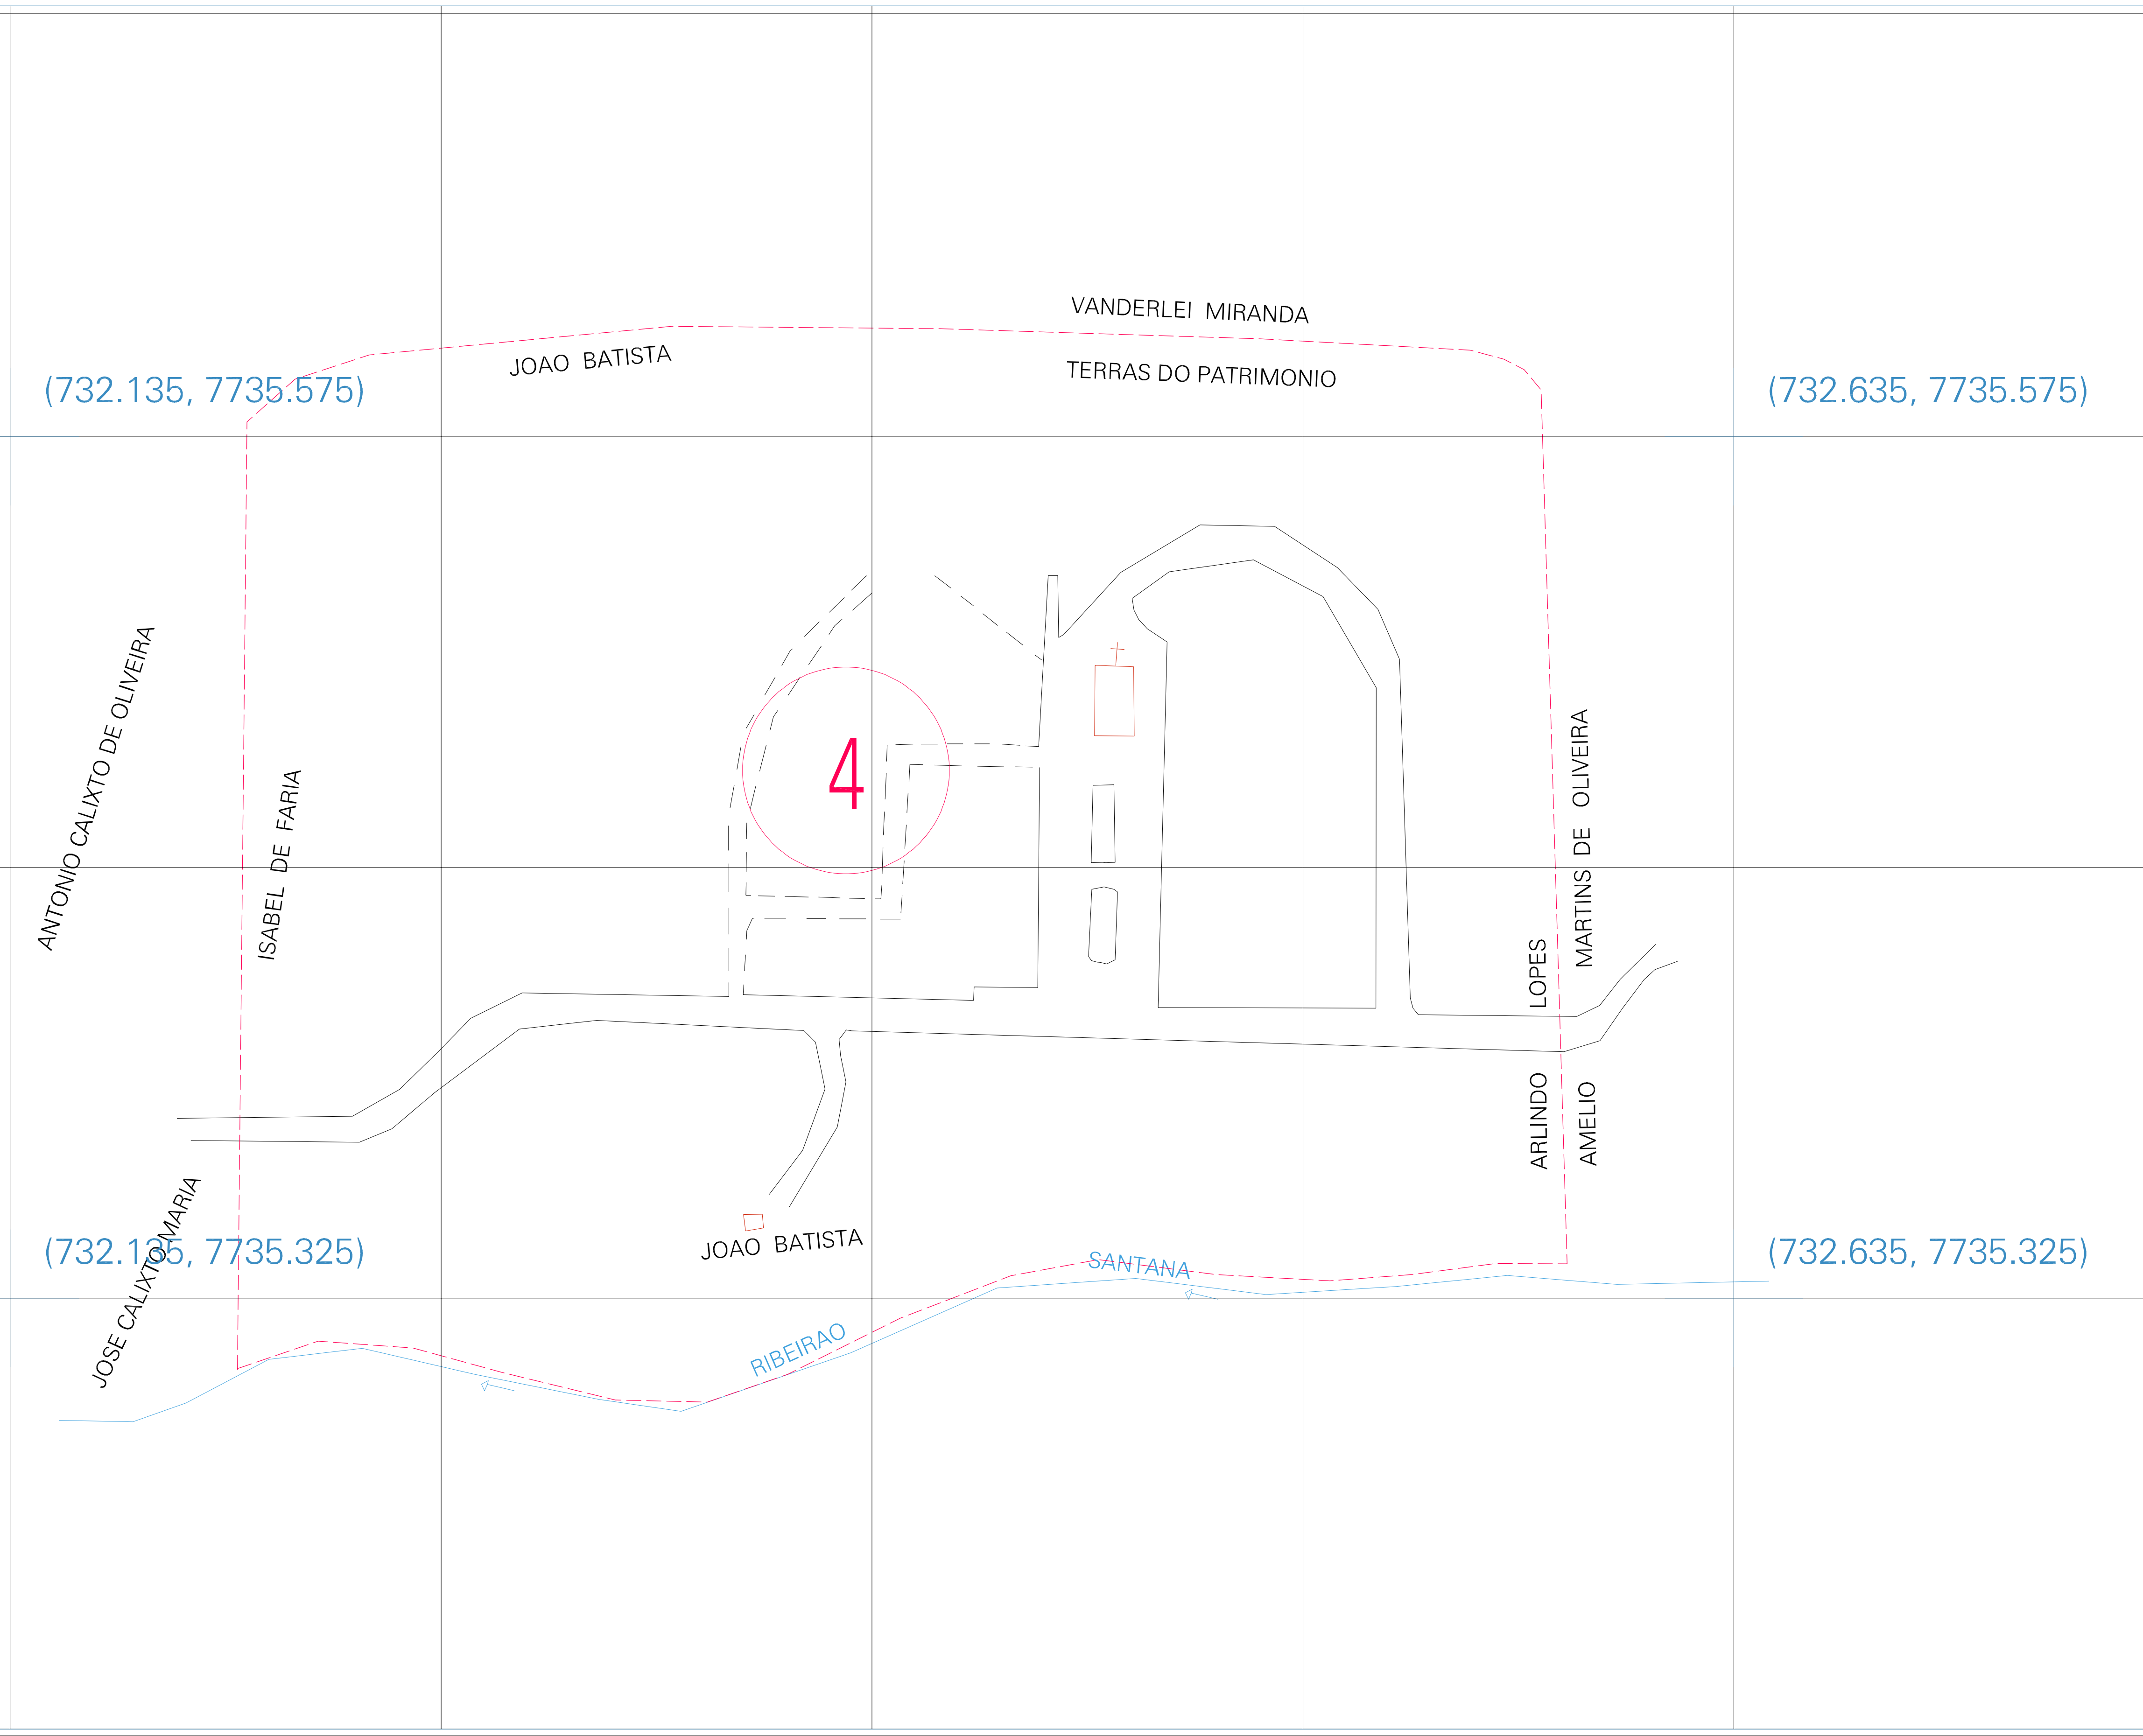 VANDERLEI  MIRANDA
JOAO  BATISTA
TERRAS DO PATRIMONIO
(732.135, 7735.575)
(732.635, 7735.575)
ANTONIO CALIXTO DE OLIVEIRA
ISABEL  DE  FARIA
4
ARLINDO  LOPES
AMELIO  MARTINS  DE  OLIVEIRA
JOSE CALIXTO MARIA
JOAO  BATISTA
(732.135, 7735.325)
(732.635, 7735.325)
RIBEIRAO  SANTANA